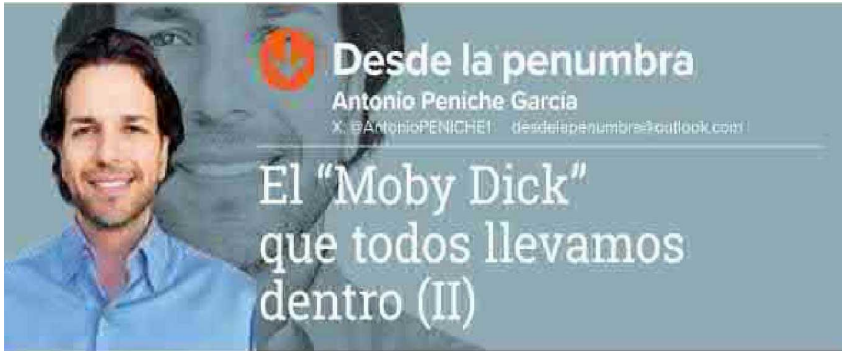 Desde la penumbra
Antonio Peniche García
X: @AntonioPENICHE1 desdelapenumbra@outlook.com
El “Moby Dick”
que todos llevamos
dentro (II)